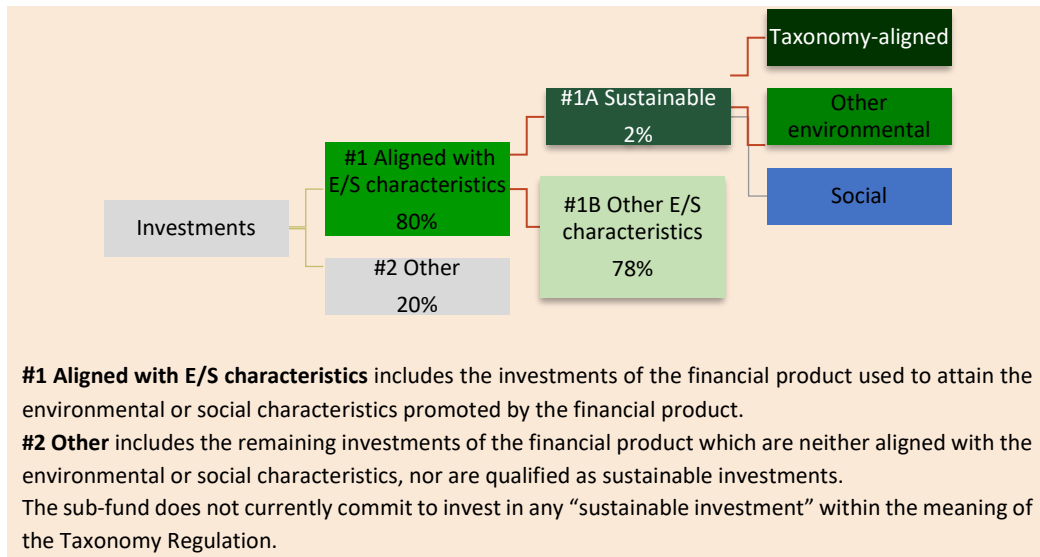 Taxonomy-aligned
#1A Sustainable
2%
Other
environmental
#1 Aligned with
E/S characteristics
80%
#1B Other E/S
characteristics
78%
Social
Investments
#2 Other
20%
#1 Aligned with E/S characteristics includes the investments of the financial product used to attain the
environmental or social characteristics promoted by the financial product.
#2 Other includes the remaining investments of the financial product which are neither aligned with the
environmental or social characteristics, nor are qualified as sustainable investments.
The sub-fund does not currently commit to invest in any “sustainable investment” within the meaning of
the Taxonomy Regulation.